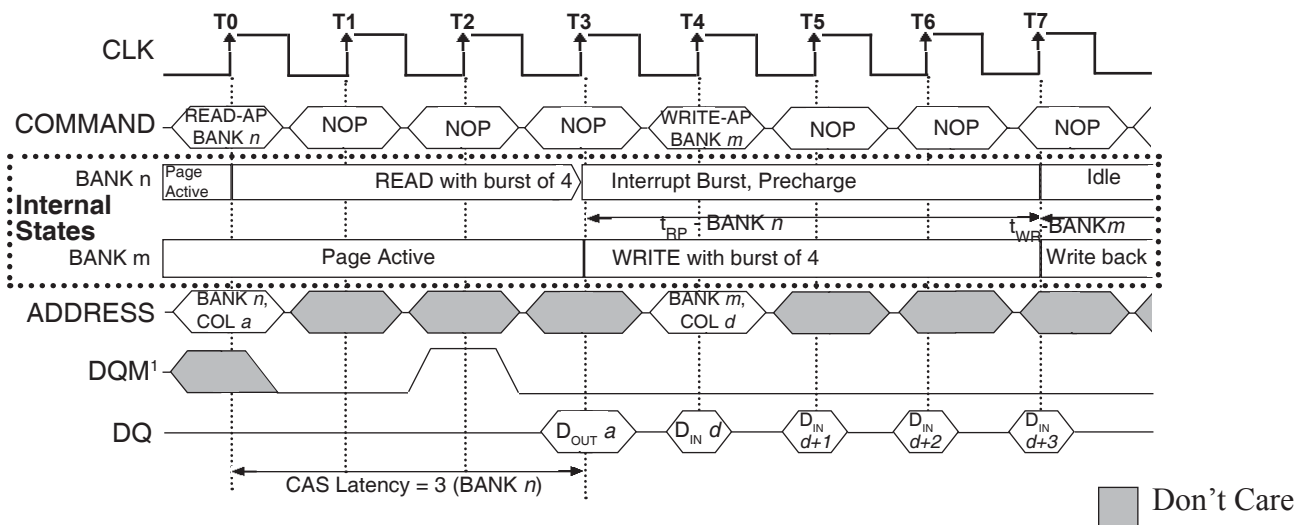 T0 T1 T2 T3 T4 T5 T6 T7
CLK
COMMAND READ-AP BANK n NOP NOP NOP WRITE-AP BANK m NOP NOP NOP
Internal States
BANK n Page Active READ with burst of 4 Interrupt Burst, Precharge Idle
tRP - BANK n tWR-BANKm
BANK m Page Active WRITE with burst of 4 Write back
ADDRESS BANK n, COL a BANK m, COL d
DQM¹
DQ DOUT a DIN d DIN d+1 DIN d+2 DIN d+3
CAS Latency = 3 (BANK n)
Don't Care